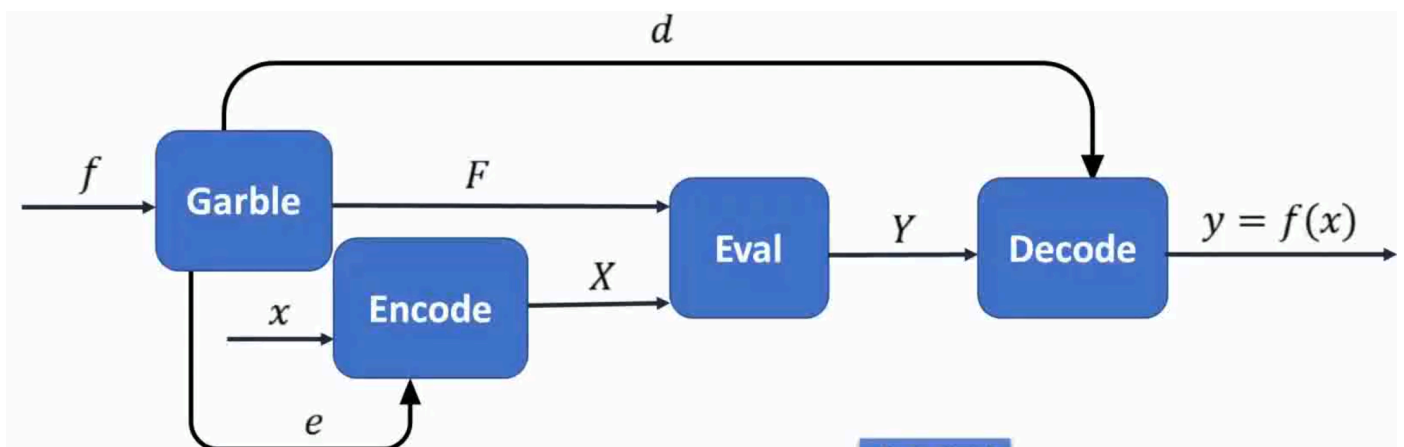 d
f
Garble
F
Eval
Y
Decode
y = f(x)
x
Encode
X
e